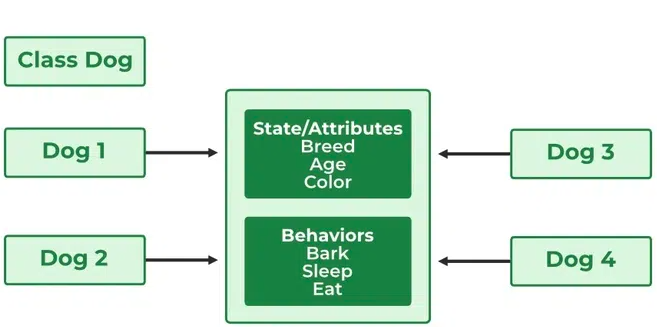 Class Dog
Dog 1
Dog 2
State/Attributes
Breed
Age
Color
Behaviors
Bark
Sleep
Eat
Dog 3
Dog 4